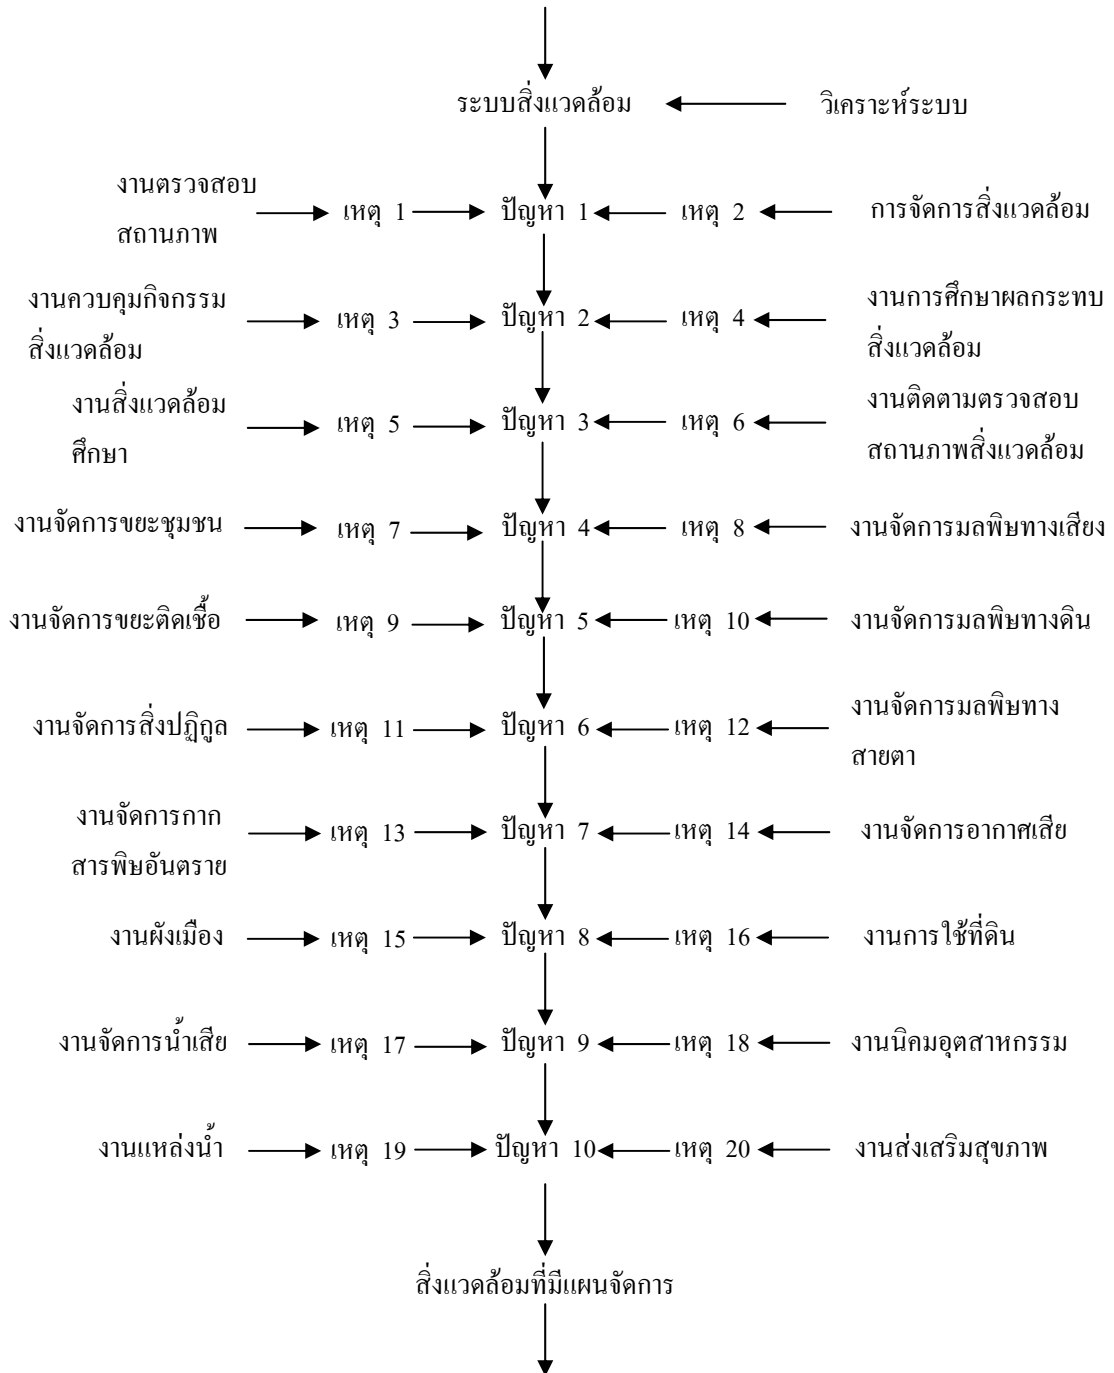 ระบบสิ่งแวดล้อม วิเคราะห์ระบบ
งานตรวจสอบ
สถานภาพ
เหตุ 1 ปัญหา 1 เหตุ 2 การจัดการสิ่งแวดล้อม
งานควบคุมกิจกรรม
สิ่งแวดล้อม
เหตุ 3 ปัญหา 2 เหตุ 4
งานการศึกษาผลกระทบ
สิ่งแวดล้อม
งานสิ่งแวดล้อม
ศึกษา
เหตุ 5 ปัญหา 3 เหตุ 6
งานติดตามตรวจสอบ
สถานภาพสิ่งแวดล้อม
งานจัดการขยะชุมชน เหตุ 7 ปัญหา 4 เหตุ 8 งานจัดการมลพิษทางเสียง
งานจัดการขยะติดเชื้อ เหตุ 9 ปัญหา 5 เหตุ 10 งานจัดการมลพิษทางดิน
งานจัดการสิ่งปฏิกูล เหตุ 11 ปัญหา 6 เหตุ 12
งานจัดการมลพิษทาง
สายตา
งานจัดการกาก
สารพิษอันตราย
เหตุ 13 ปัญหา 7 เหตุ 14 งานจัดการอากาศเสีย
งานผังเมือง เหตุ 15 ปัญหา 8 เหตุ 16 งานการใช้ที่ดิน
งานจัดการน้ำเสีย เหตุ 17 ปัญหา 9 เหตุ 18 งานนิคมอุตสาหกรรม
งานแหล่งน้ำ เหตุ 19 ปัญหา 10 เหตุ 20 งานส่งเสริมสุขภาพ
สิ่งแวดล้อมที่มีแผนจัดการ